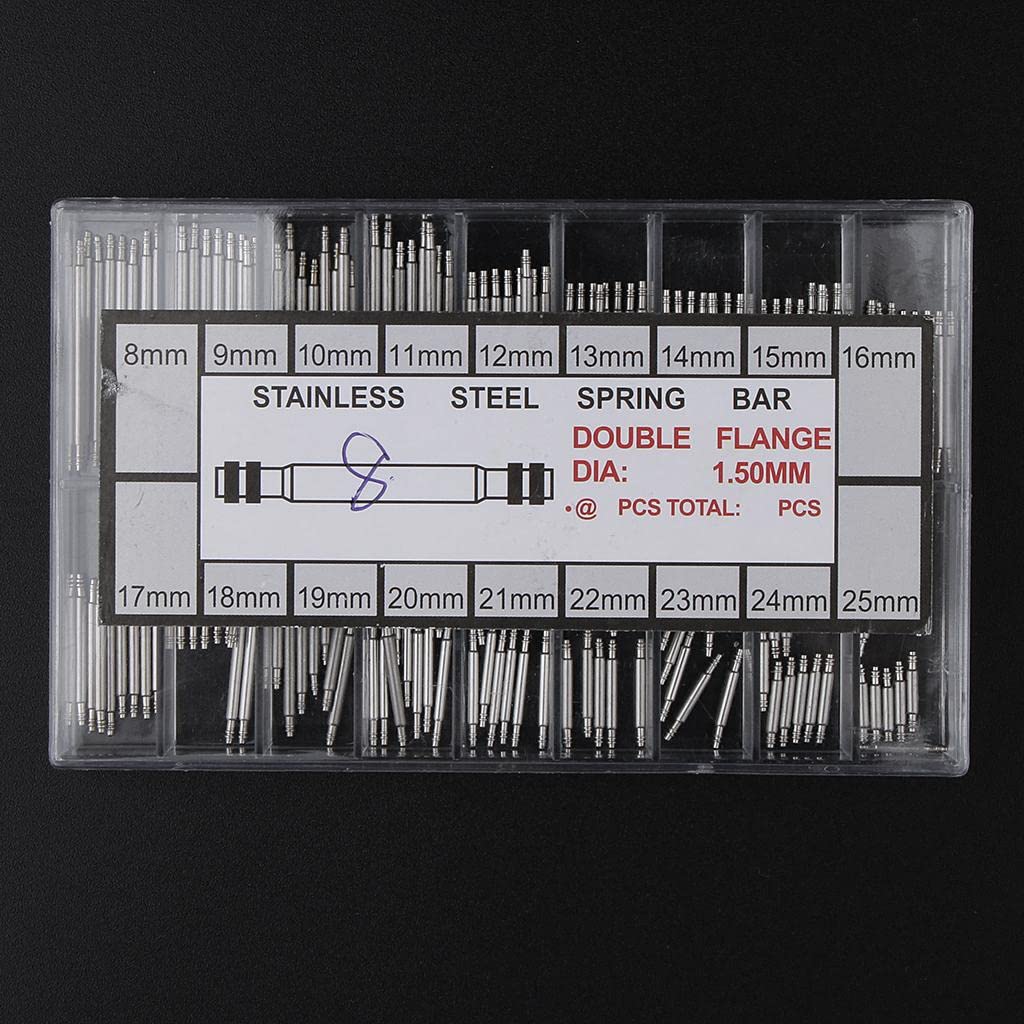 8mm 9mm 10mm 11mm 12mm 13mm 14mm 15mm 16mm
STAINLESS STEEL SPRING BAR
DOUBLE FLANGE
DIA: 1.50MM
8
•@ PCS TOTAL: PCS
17mm 18mm 19mm 20mm 21mm 22mm 23mm 24mm 25mm